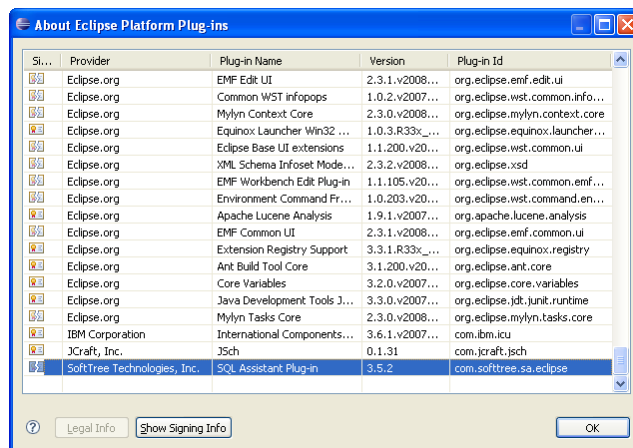 About Eclipse Platform Plug-ins
Si... Provider Plug-in Name Version Plug-in Id
Eclipse.org EMF Edit UI 2.3.1.v2008... org.eclipse.emf.edit.ui
Eclipse.org Common WST infopops 1.0.2.v2007... org.eclipse.wst.common.info...
Eclipse.org Mylyn Context Core 2.3.0.v2008... org.eclipse.mylyn.context.core
Eclipse.org Equinox Launcher Win32 ... 1.0.3.R33x_... org.eclipse.equinox.launcher...
Eclipse.org Eclipse Base UI extensions 1.1.200.v20... org.eclipse.wst.common.ui
Eclipse.org XML Schema Infoset Mode... 2.3.2.v2008... org.eclipse.xsd
Eclipse.org EMF Workbench Edit Plug-in 1.1.105.v20... org.eclipse.wst.common.emf...
Eclipse.org Environment Command Fr... 1.0.203.v20... org.eclipse.wst.command.en...
Eclipse.org Apache Lucene Analysis 1.9.1.v2007... org.apache.lucene.analysis
Eclipse.org EMF Common UI 2.3.1.v2008... org.eclipse.emf.common.ui
Eclipse.org Extension Registry Support 3.3.1.R33x_... org.eclipse.equinox.registry
Eclipse.org Ant Build Tool Core 3.1.200.v20... org.eclipse.ant.core
Eclipse.org Core Variables 3.2.0.v2007... org.eclipse.core.variables
Eclipse.org Java Development Tools J... 3.3.0.v2007... org.eclipse.jdt.junit.runtime
Eclipse.org Mylyn Tasks Core 2.3.0.v2008... org.eclipse.mylyn.tasks.core
IBM Corporation International Components... 3.6.1.v2007... com.ibm.icu
JCraft, Inc. JSch 0.1.31 com.jcraft.jsch
SoftTree Technologies, Inc. SQL Assistant Plug-in 3.5.2 com.softtree.sa.eclipse
? Legal Info Show Signing Info OK